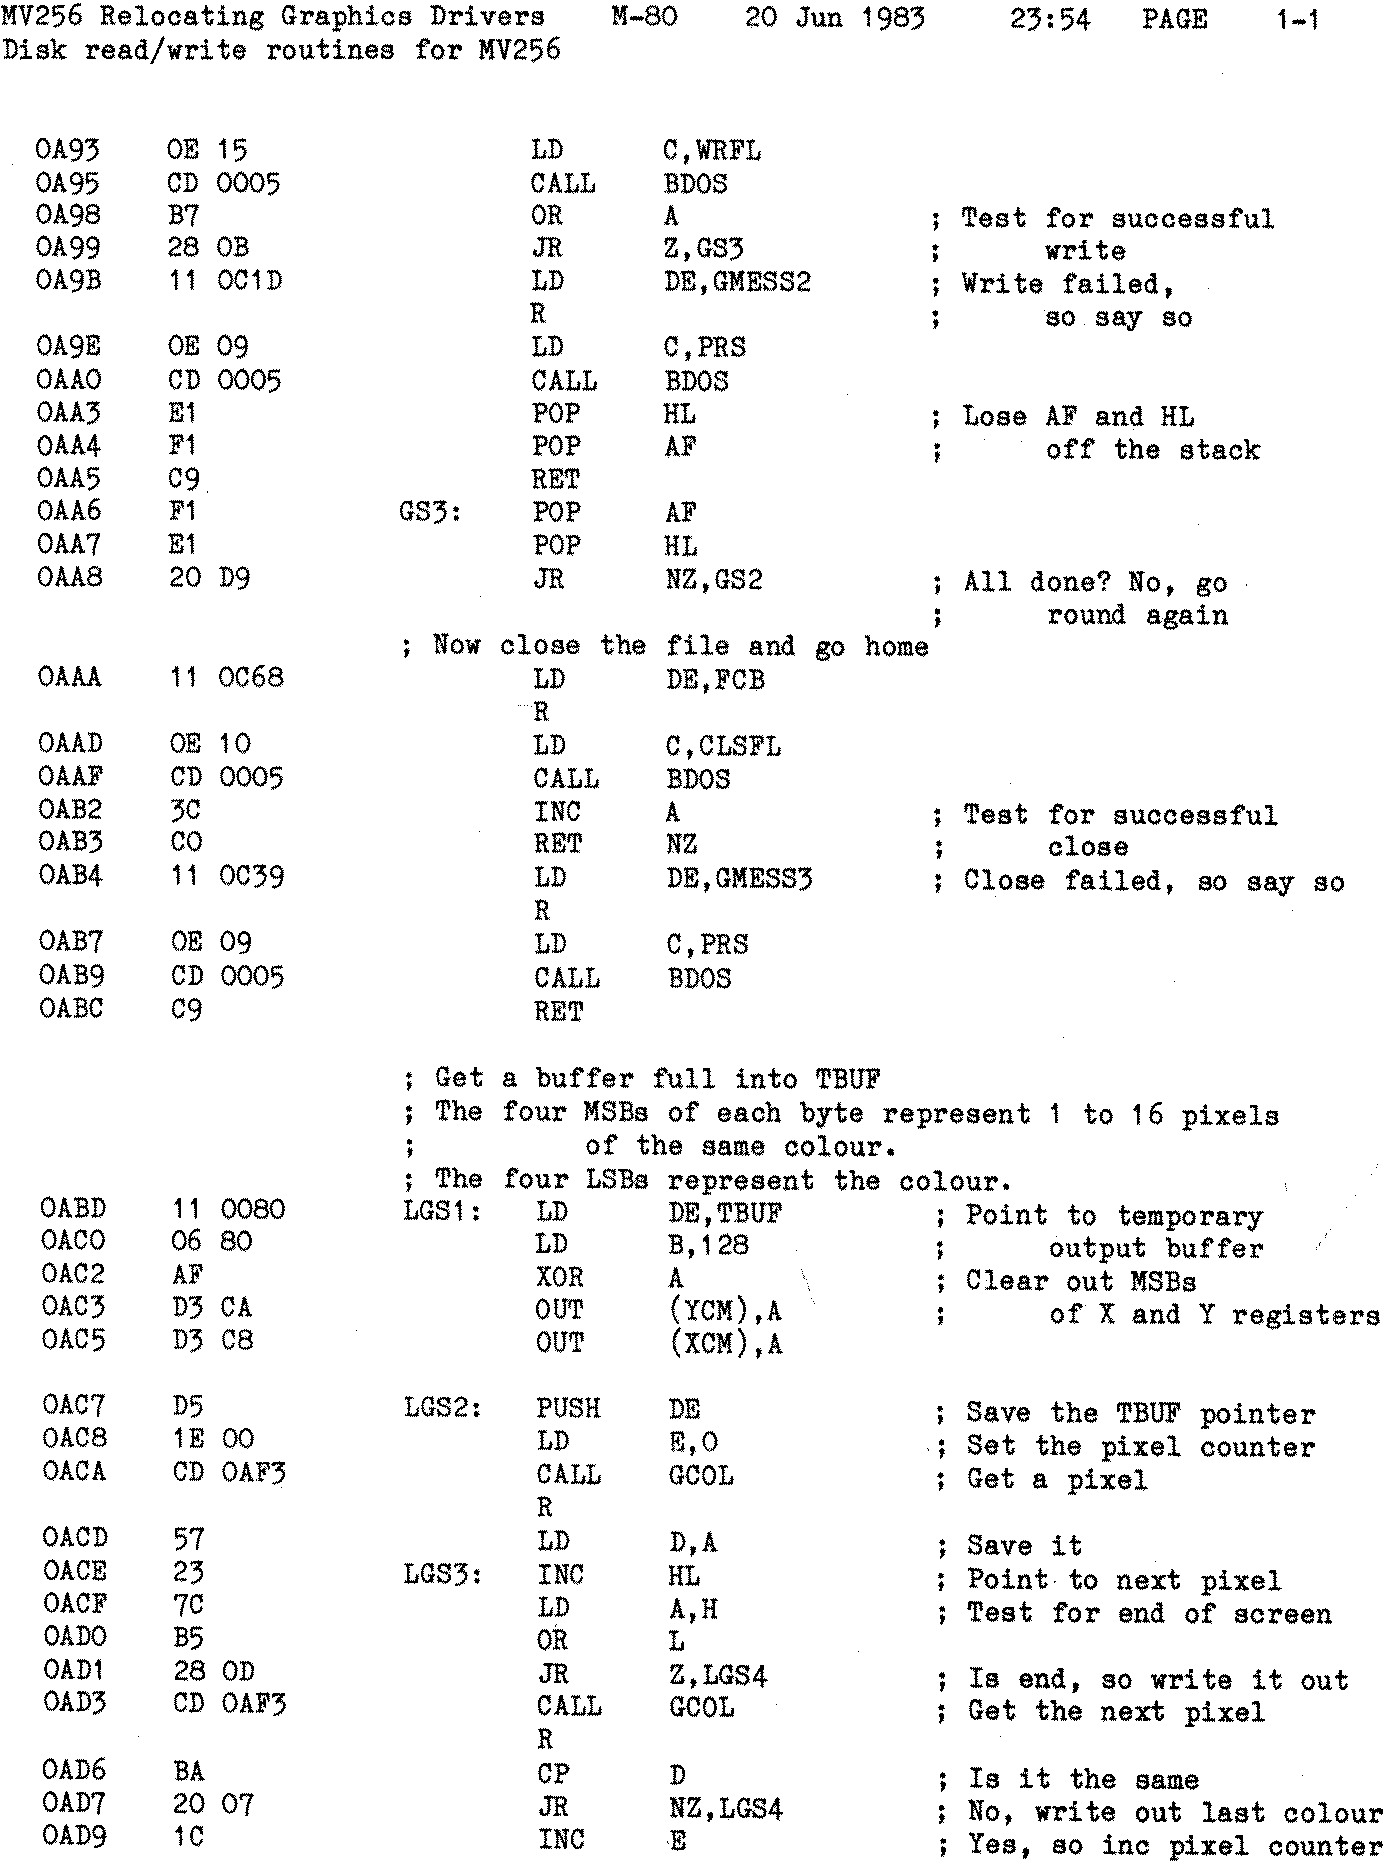 MV256 Relocating Graphics Drivers    M-80    20 Jun 1983    23:54    PAGE    1-1
Disk read/write routines for MV256
0A93    0E 15    LD    C,WRFL
0A95    CD 0005    CALL    BDOS
0A98    B7    OR    A    ; Test for successful
0A99    28 0B    JR    Z,GS3    ;    write
0A9B    11 0C1D    LD    DE,GMESS2    ; Write failed,
R    ;    so say so
0A9E    0E 09    LD    C,PRS
0AA0    CD 0005    CALL    BDOS
0AA3    E1    POP    HL    ; Lose AF and HL
0AA4    F1    POP    AF    ;    off the stack
0AA5    C9    RET
0AA6    F1    GS3:    POP    AF
0AA7    E1    POP    HL
0AA8    20 D9    JR    NZ,GS2    ; All done? No, go
;    round again
; Now close the file and go home
0AAA    11 0C68    LD    DE,FCB
R
0AAD    0E 10    LD    C,CLSFL
0AAF    CD 0005    CALL    BDOS
0AB2    3C    INC    A    ; Test for successful
0AB3    C0    RET    NZ    ;    close
0AB4    11 0C39    LD    DE,GMESS3    ; Close failed, so say so
R
0AB7    0E 09    LD    C,PRS
0AB9    CD 0005    CALL    BDOS
0ABC    C9    RET
; Get a buffer full into TBUF
; The four MSBs of each byte represent 1 to 16 pixels
;    of the same colour.
; The four LSBs represent the colour.
0ABD    11 0080    LGS1:    LD    DE,TBUF    ; Point to temporary
0AC0    06 80    LD    B,128    ;    output buffer
0AC2    AF    XOR    A    ; Clear out MSBs
0AC3    D3 CA    OUT    (YCM),A    ;    of X and Y registers
0AC5    D3 C8    OUT    (XCM),A
0AC7    D5    LGS2:    PUSH    DE    ; Save the TBUF pointer
0AC8    1E 00    LD    E,0    ; Set the pixel counter
0ACA    CD 0AF3    CALL    GCOL    ; Get a pixel
R
0ACD    57    LD    D,A    ; Save it
0ACE    23    LGS3:    INC    HL    ; Point to next pixel
0ACF    7C    LD    A,H    ; Test for end of screen
0AD0    B5    OR    L
0AD1    28 0D    JR    Z,LGS4    ; Is end, so write it out
0AD3    CD 0AF3    CALL    GCOL    ; Get the next pixel
R
0AD6    BA    CP    D    ; Is it the same
0AD7    20 07    JR    NZ,LGS4    ; No, write out last colour
0AD9    1C    INC    E    ; Yes, so inc pixel counter